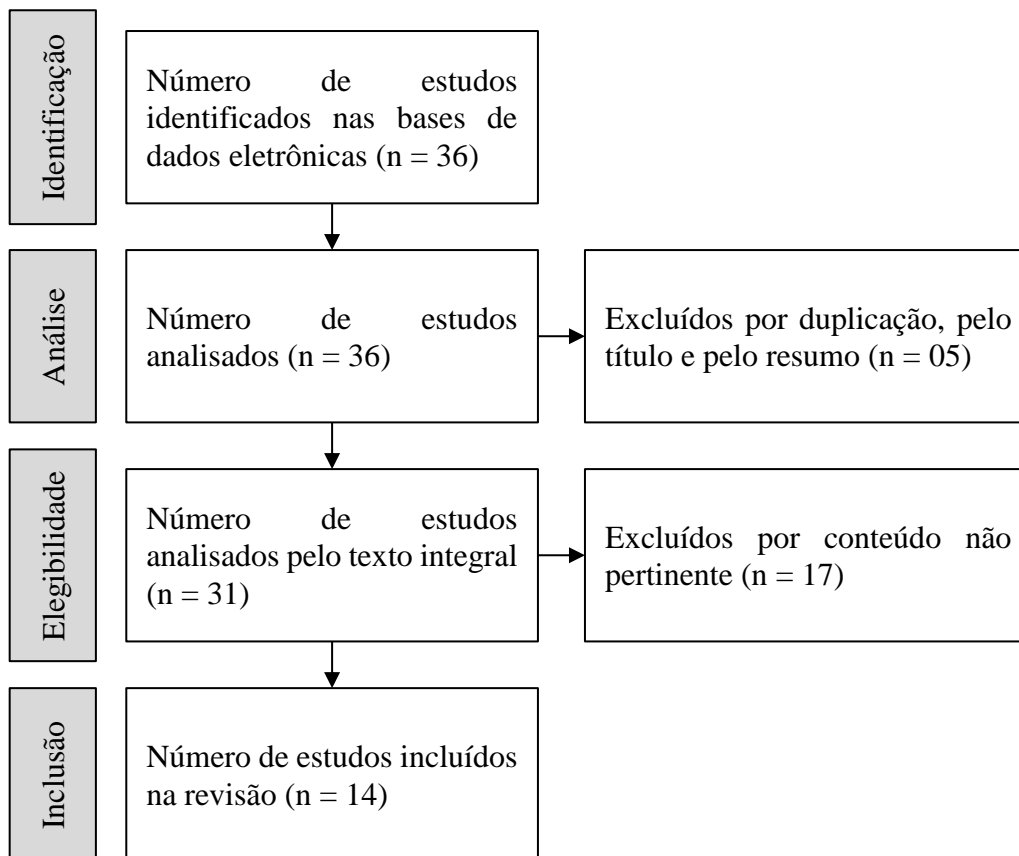 Identificação
Número de estudos
identificados nas bases de
dados eletrônicas (n = 36)
Análise
Número de estudos
analisados (n = 36)
Excluídos por duplicação, pelo
título e pelo resumo (n = 05)
Elegibilidade
Número de estudos
analisados pelo texto integral
(n = 31)
Excluídos por conteúdo não
pertinente (n = 17)
Inclusão
Número de estudos incluídos
na revisão (n = 14)